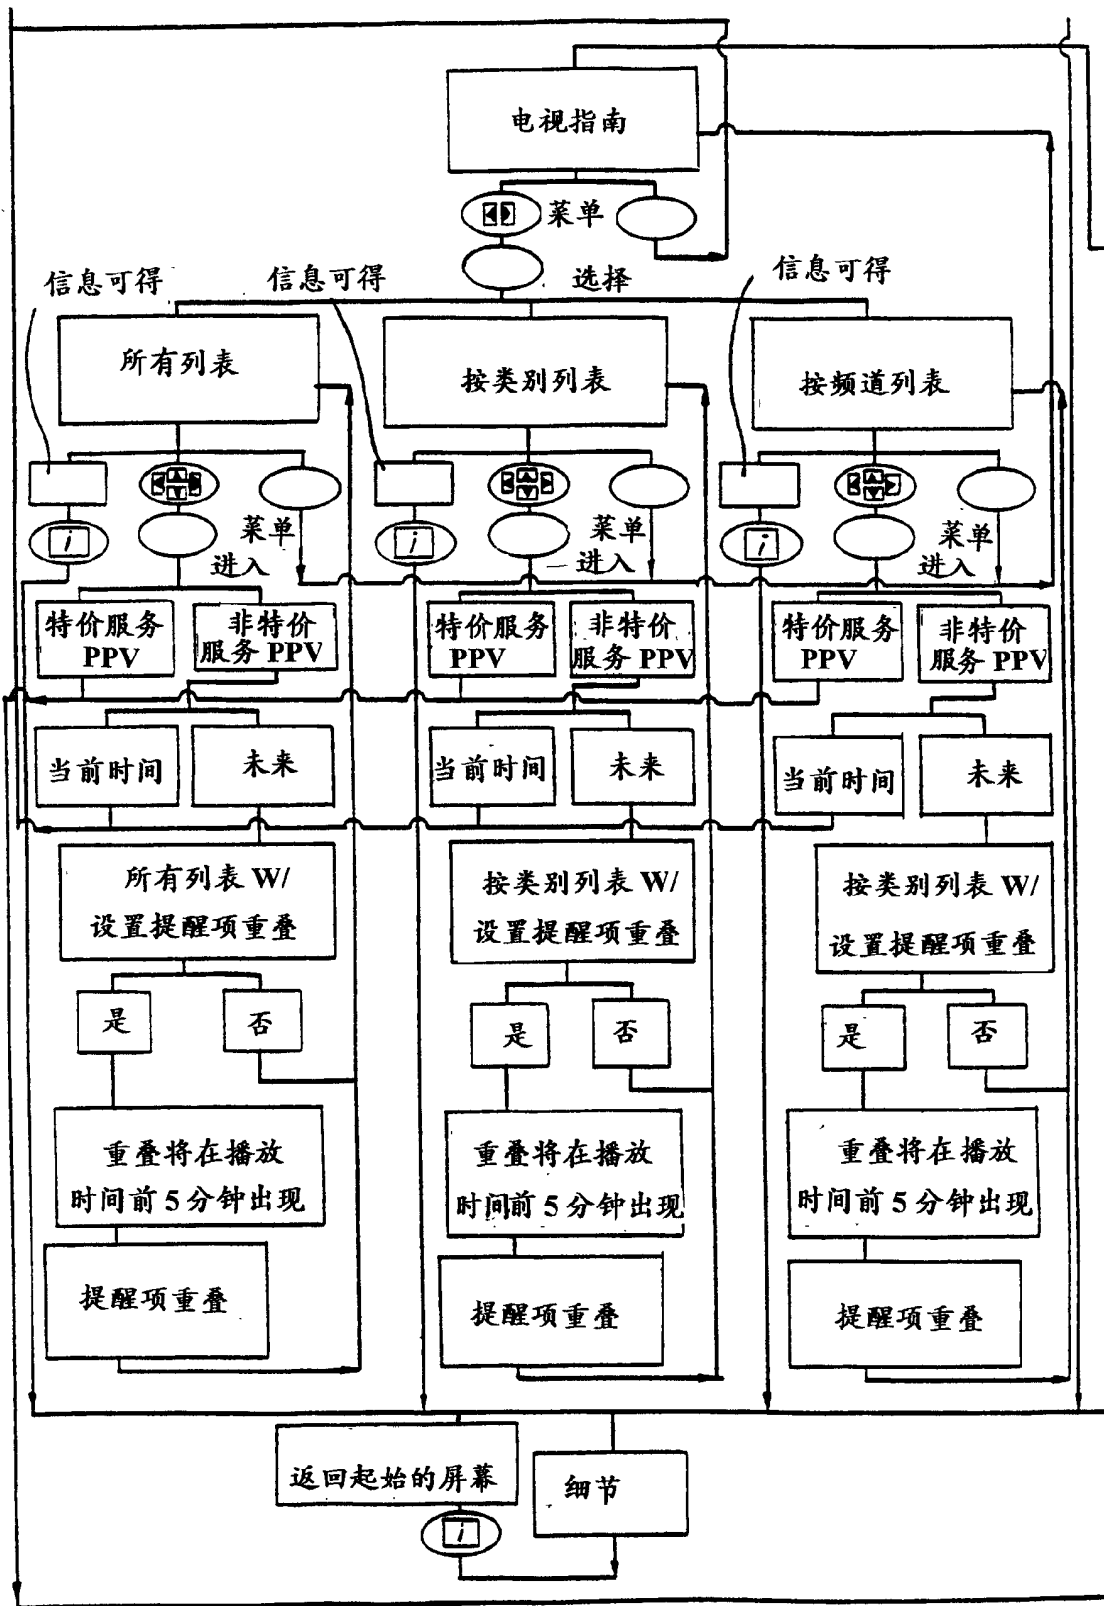 电视指南
菜单
信息可得
信息可得
选择
信息可得
所有列表
按类别列表
按频道列表
i
菜单
进入
i
菜单
进入
i
菜单
进入
特价服务
PPV
非特价
服务 PPV
特价服务
PPV
非特价
服务 PPV
特价服务
PPV
非特价
服务 PPV
当前时间
未来
当前时间
未来
当前时间
未来
所有列表 W/
设置提醒项重叠
按类别列表 W/
设置提醒项重叠
按类别列表 W/
设置提醒项重叠
是
否
是
否
是
否
重叠将在播放
时间前 5 分钟出现
重叠将在播放
时间前 5 分钟出现
重叠将在播放
时间前 5 分钟出现
提醒项重叠
提醒项重叠
提醒项重叠
返回起始的屏幕
细节
i